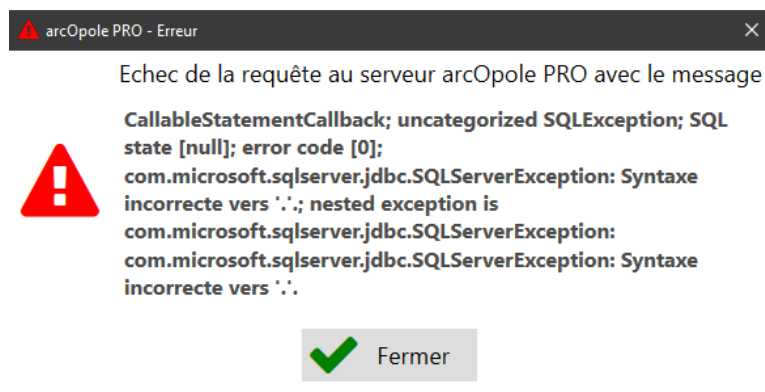 arcOpole PRO - Erreur
Echec de la requête au serveur arcOpole PRO avec le message
CallableStatementCallback; uncategorized SQLException; SQL
state [null]; error code [0];
com.microsoft.sqlserver.jdbc.SQLServerException: Syntaxe
incorrecte vers '.'.; nested exception is
com.microsoft.sqlserver.jdbc.SQLServerException:
com.microsoft.sqlserver.jdbc.SQLServerException: Syntaxe
incorrecte vers '.'.
Fermer